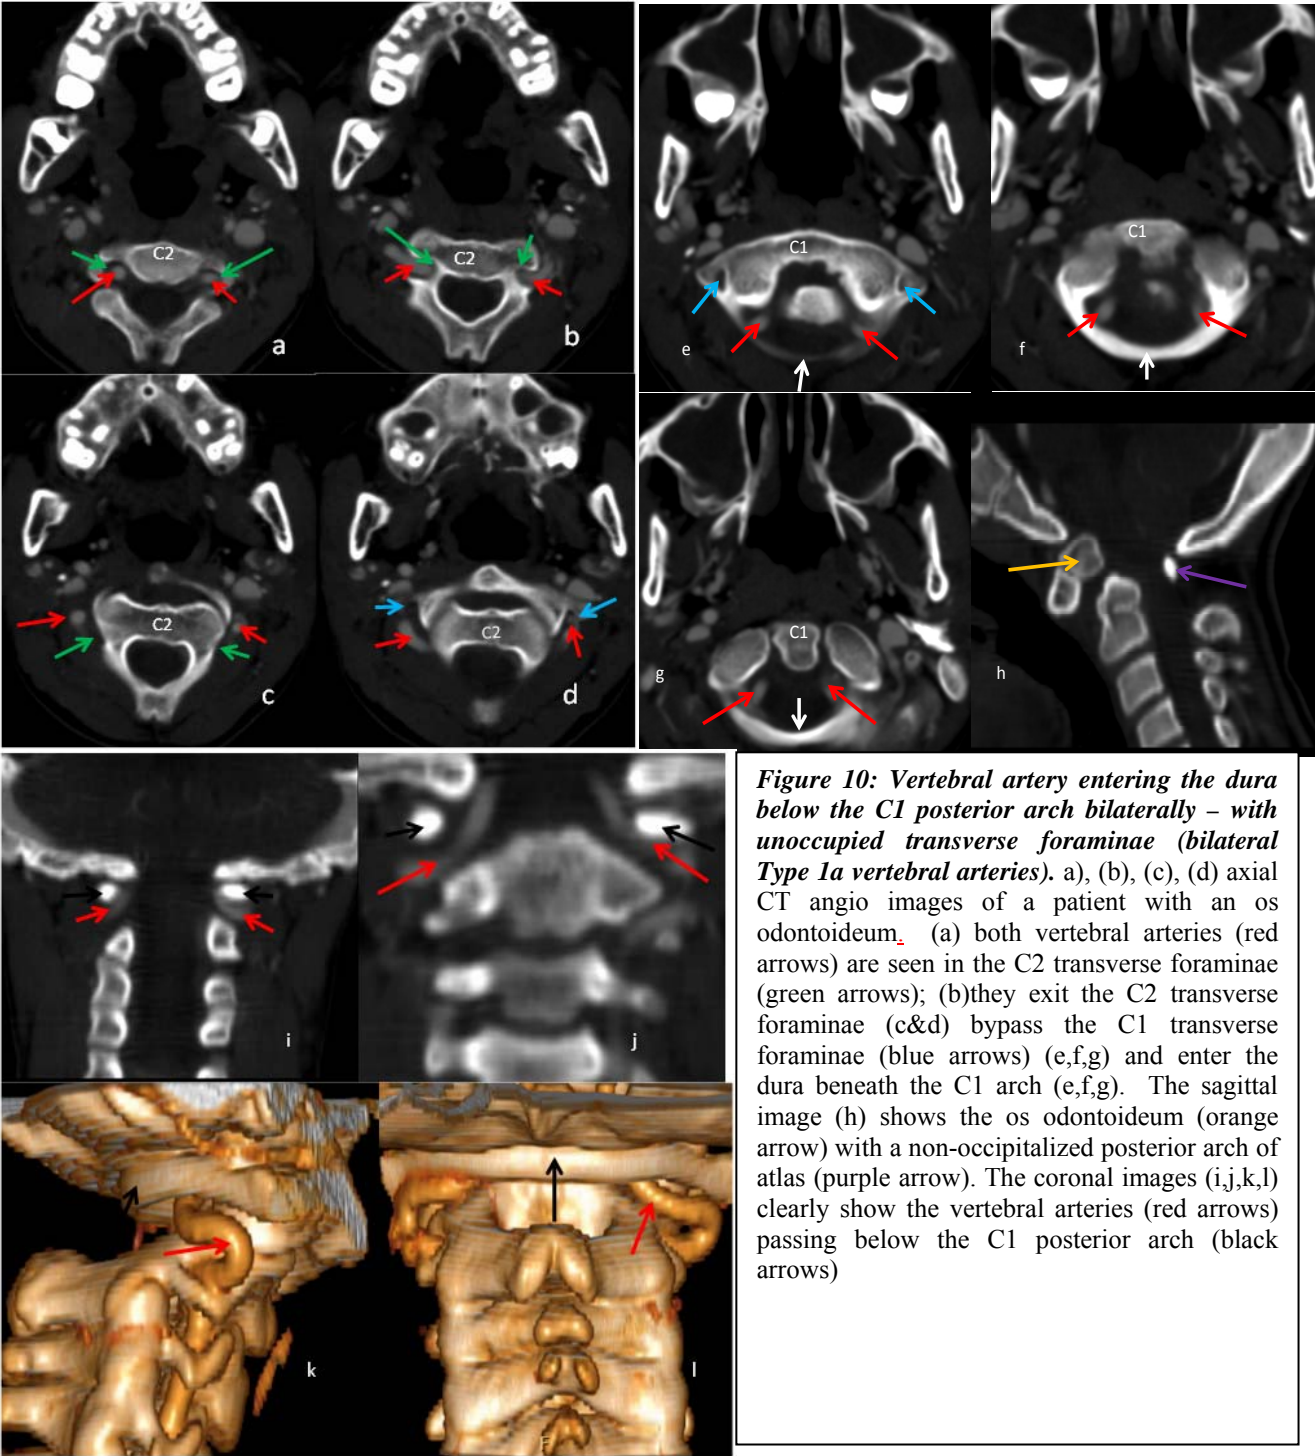 C2
a
C2
b
C1
e
C1
f
C2
c
C2
d
C1
g
h
i
j
k
l
Figure 10: Vertebral artery entering the dura
below the C1 posterior arch bilaterally – with
unoccupied transverse foraminae (bilateral
Type 1a vertebral arteries). a), (b), (c), (d) axial
CT angio images of a patient with an os
odontoideum. (a) both vertebral arteries (red
arrows) are seen in the C2 transverse foraminae
(green arrows); (b)they exit the C2 transverse
foraminae (c&d) bypass the C1 transverse
foraminae (blue arrows) (e,f,g) and enter the
dura beneath the C1 arch (e,f,g). The sagittal
image (h) shows the os odontoideum (orange
arrow) with a non-occipitalized posterior arch of
atlas (purple arrow). The coronal images (i,j,k,l)
clearly show the vertebral arteries (red arrows)
passing below the C1 posterior arch (black
arrows)